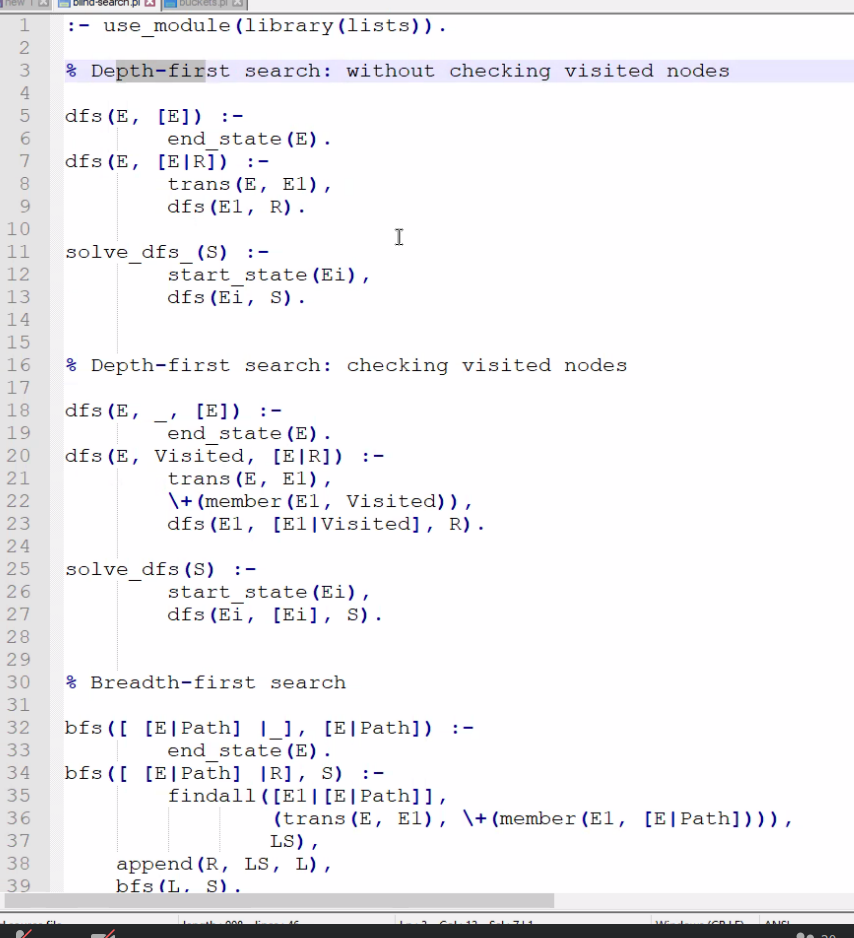 new 1 blind-search.pl buckets.pl
1 :- use_module(library(lists)).
2
3 % Depth-first search: without checking visited nodes
4
5 dfs(E, [E]) :-
6 end_state(E).
7 dfs(E, [E|R]) :-
8 trans(E, E1),
9 dfs(E1, R).
10
11 solve_dfs_(S) :-
12 start_state(Ei),
13 dfs(Ei, S).
14
15
16 % Depth-first search: checking visited nodes
17
18 dfs(E, _, [E]) :-
19 end_state(E).
20 dfs(E, Visited, [E|R]) :-
21 trans(E, E1),
22 \+(member(E1, Visited)),
23 dfs(E1, [E1|Visited], R).
24
25 solve_dfs(S) :-
26 start_state(Ei),
27 dfs(Ei, [Ei], S).
28
29
30 % Breadth-first search
31
32 bfs([ [E|Path] |_], [E|Path]) :-
33 end_state(E).
34 bfs([ [E|Path] |R], S) :-
35 findall([E1|[E|Path]],
36 (trans(E, E1), \+(member(E1, [E|Path]))),
37 LS),
38 append(R, LS, L),
39 bfs(L, S).